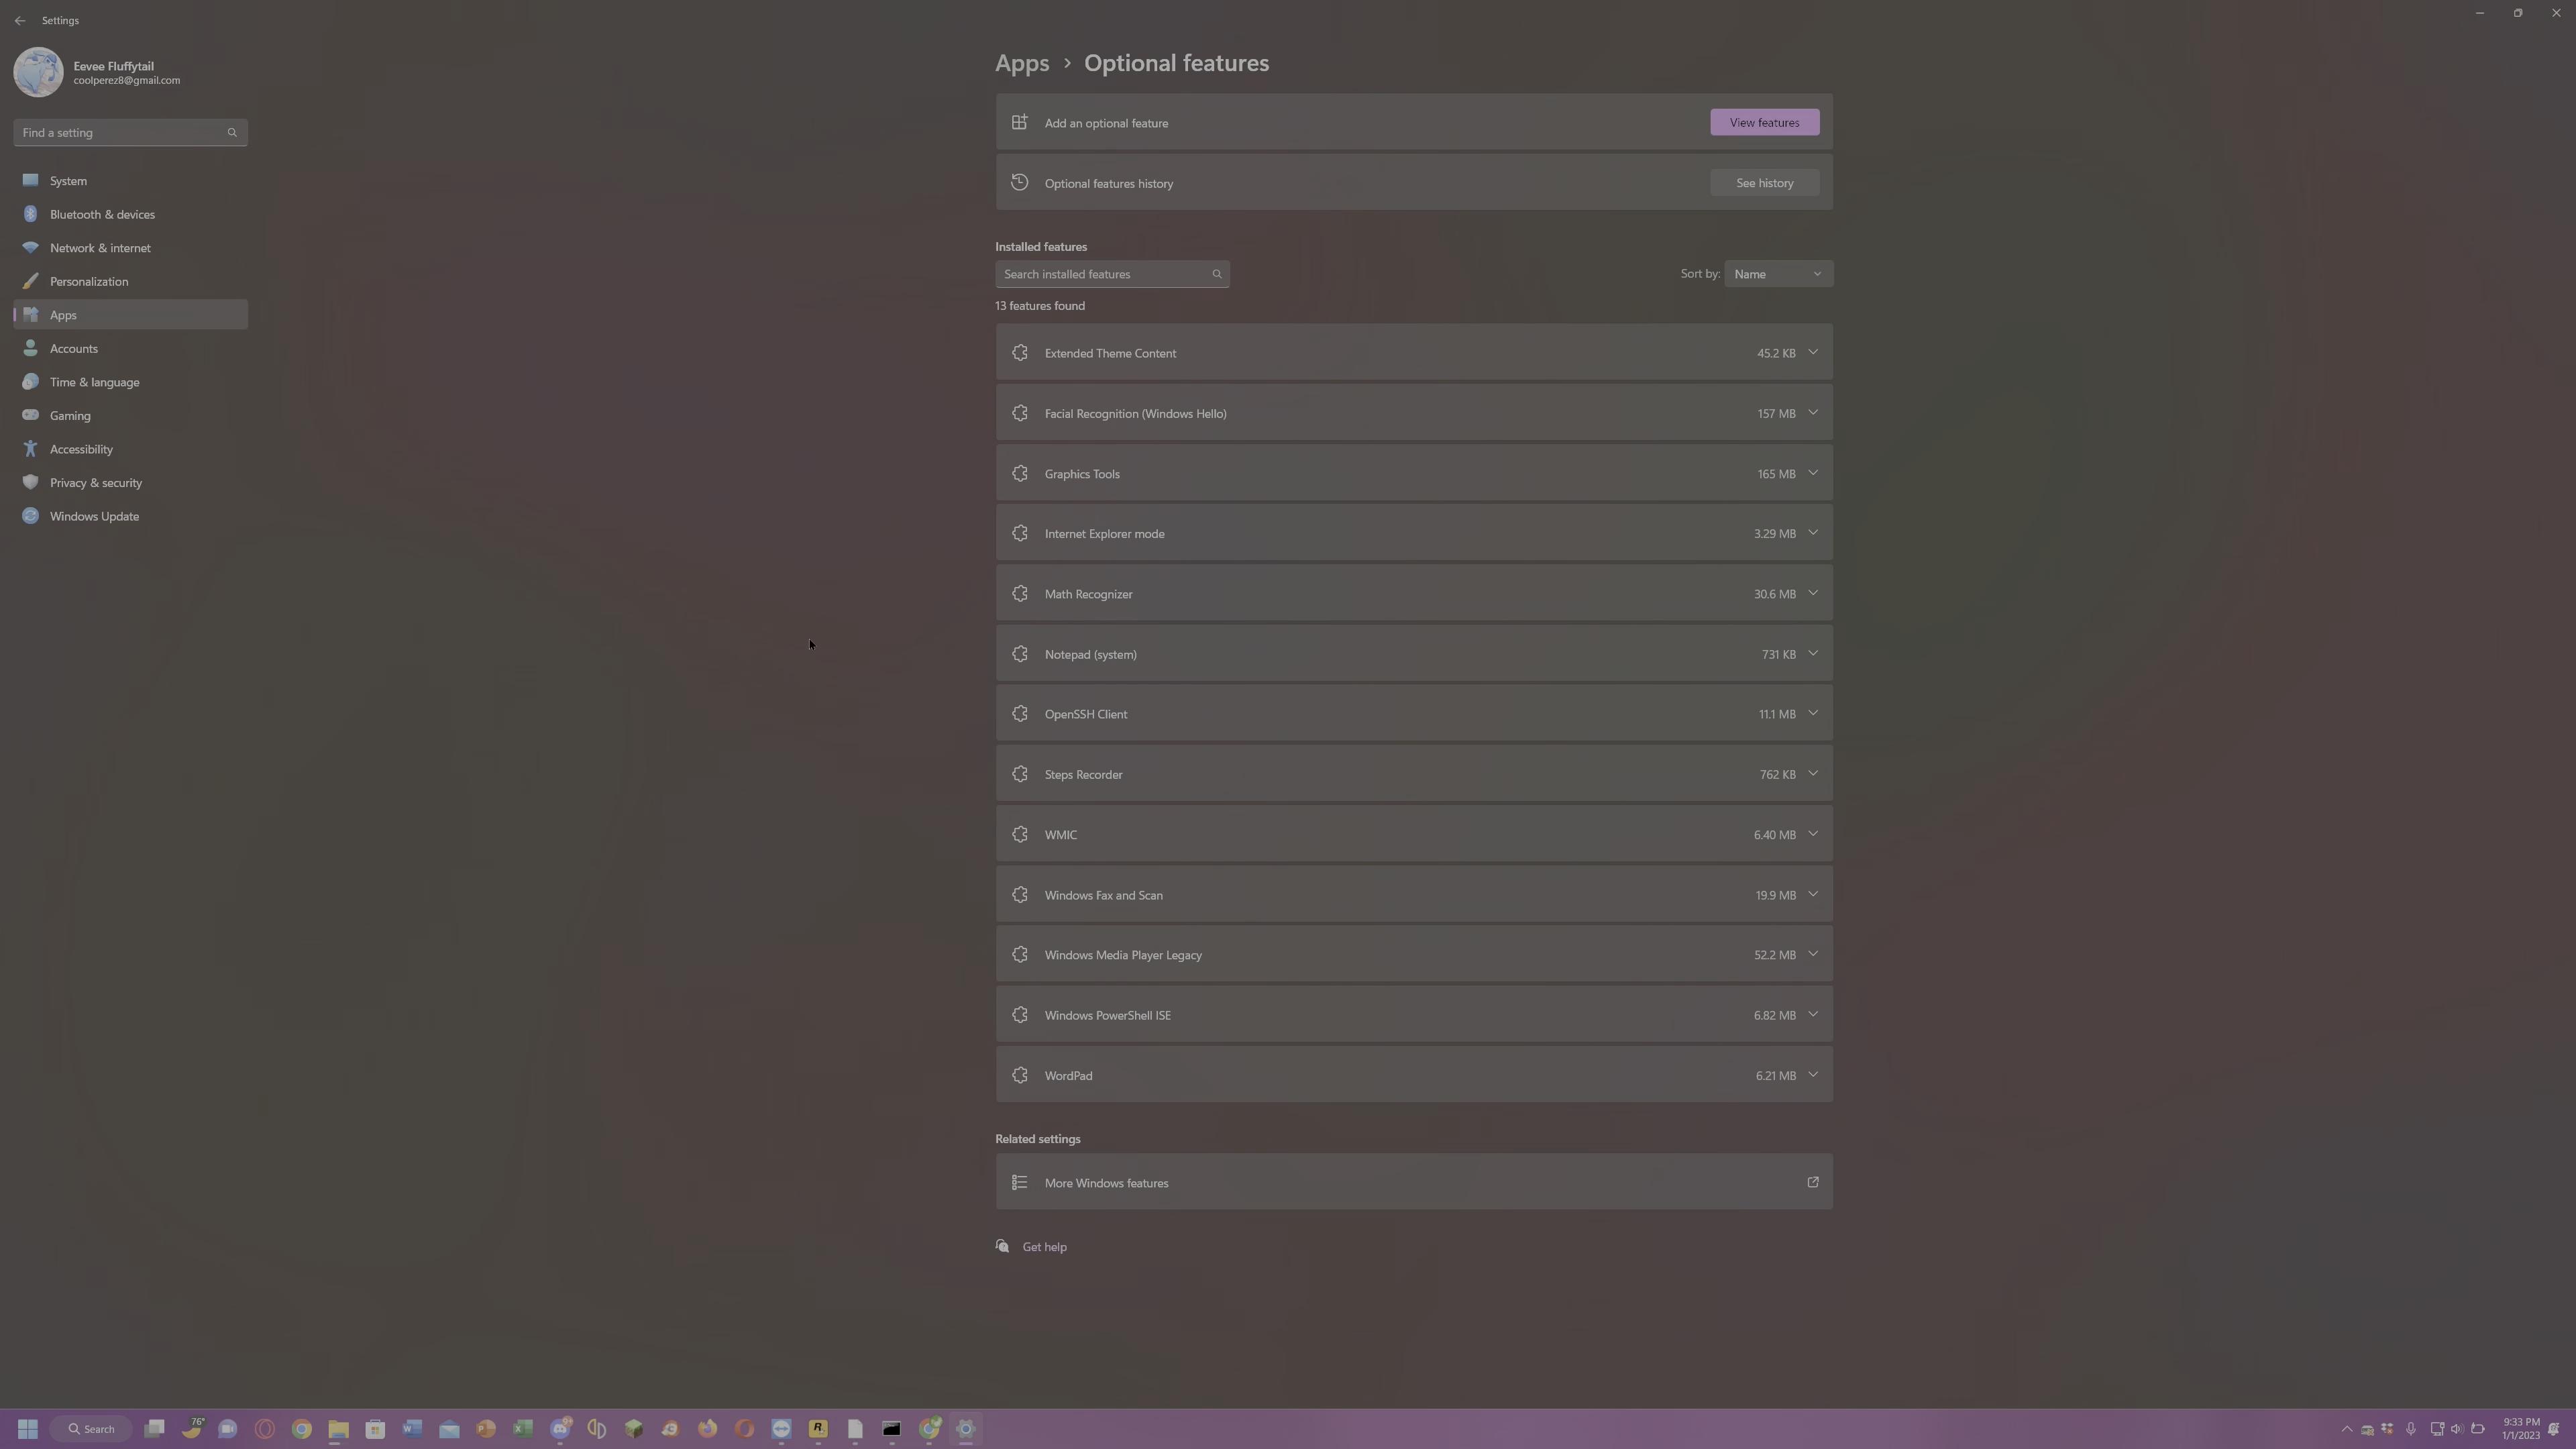 Settings
Eevee Fluffytail
coolperez8@gmail.com
Find a setting
System
Bluetooth & devices
Network & internet
Personalization
Apps
Accounts
Time & language
Gaming
Accessibility
Privacy & security
Windows Update
Apps > Optional features
Add an optional feature View features
Optional features history See history
Installed features
Search installed features Sort by: Name
13 features found
Extended Theme Content 45.2 KB
Facial Recognition (Windows Hello) 157 MB
Graphics Tools 165 MB
Internet Explorer mode 3.29 MB
Math Recognizer 30.6 MB
Notepad (system) 731 KB
OpenSSH Client 11.1 MB
Steps Recorder 762 KB
WMIC 6.40 MB
Windows Fax and Scan 19.9 MB
Windows Media Player Legacy 52.2 MB
Windows PowerShell ISE 6.82 MB
WordPad 6.21 MB
Related settings
More Windows features
Get help
Search 76° 9:33 PM
1/1/2023